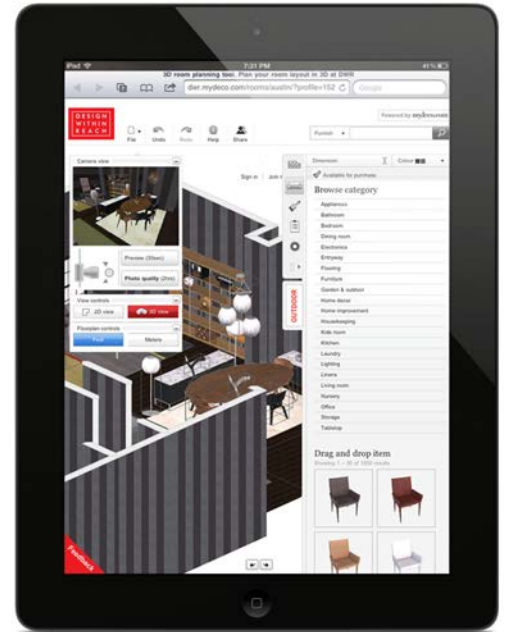 iPad
7:31 PM
41%
3D room planning tool. Plan your room layout in 3D at DWR
dwr.mydeco.com/rooms/austin/?profile=152
Google
DESIGN
WITHIN
REACH
Powered by mydeco.com
File
Undo
Redo
Help
Share
Furnish
Sign in
Camera view
Preview (30sec)
Photo quality (2hrs)
View controls
2D view
3D view
Floorplan controls
Feet
Meters
OUTDOOR
Dimension
Colour
Available for purchase
Browse category
Appliances
Bathroom
Bedroom
Dining room
Electronics
Entryway
Flooring
Furniture
Garden & outdoor
Home decor
Home improvement
Housekeeping
Kids room
Kitchen
Laundry
Lighting
Linens
Living room
Nursery
Office
Storage
Tabletop
Drag and drop item
Feedback